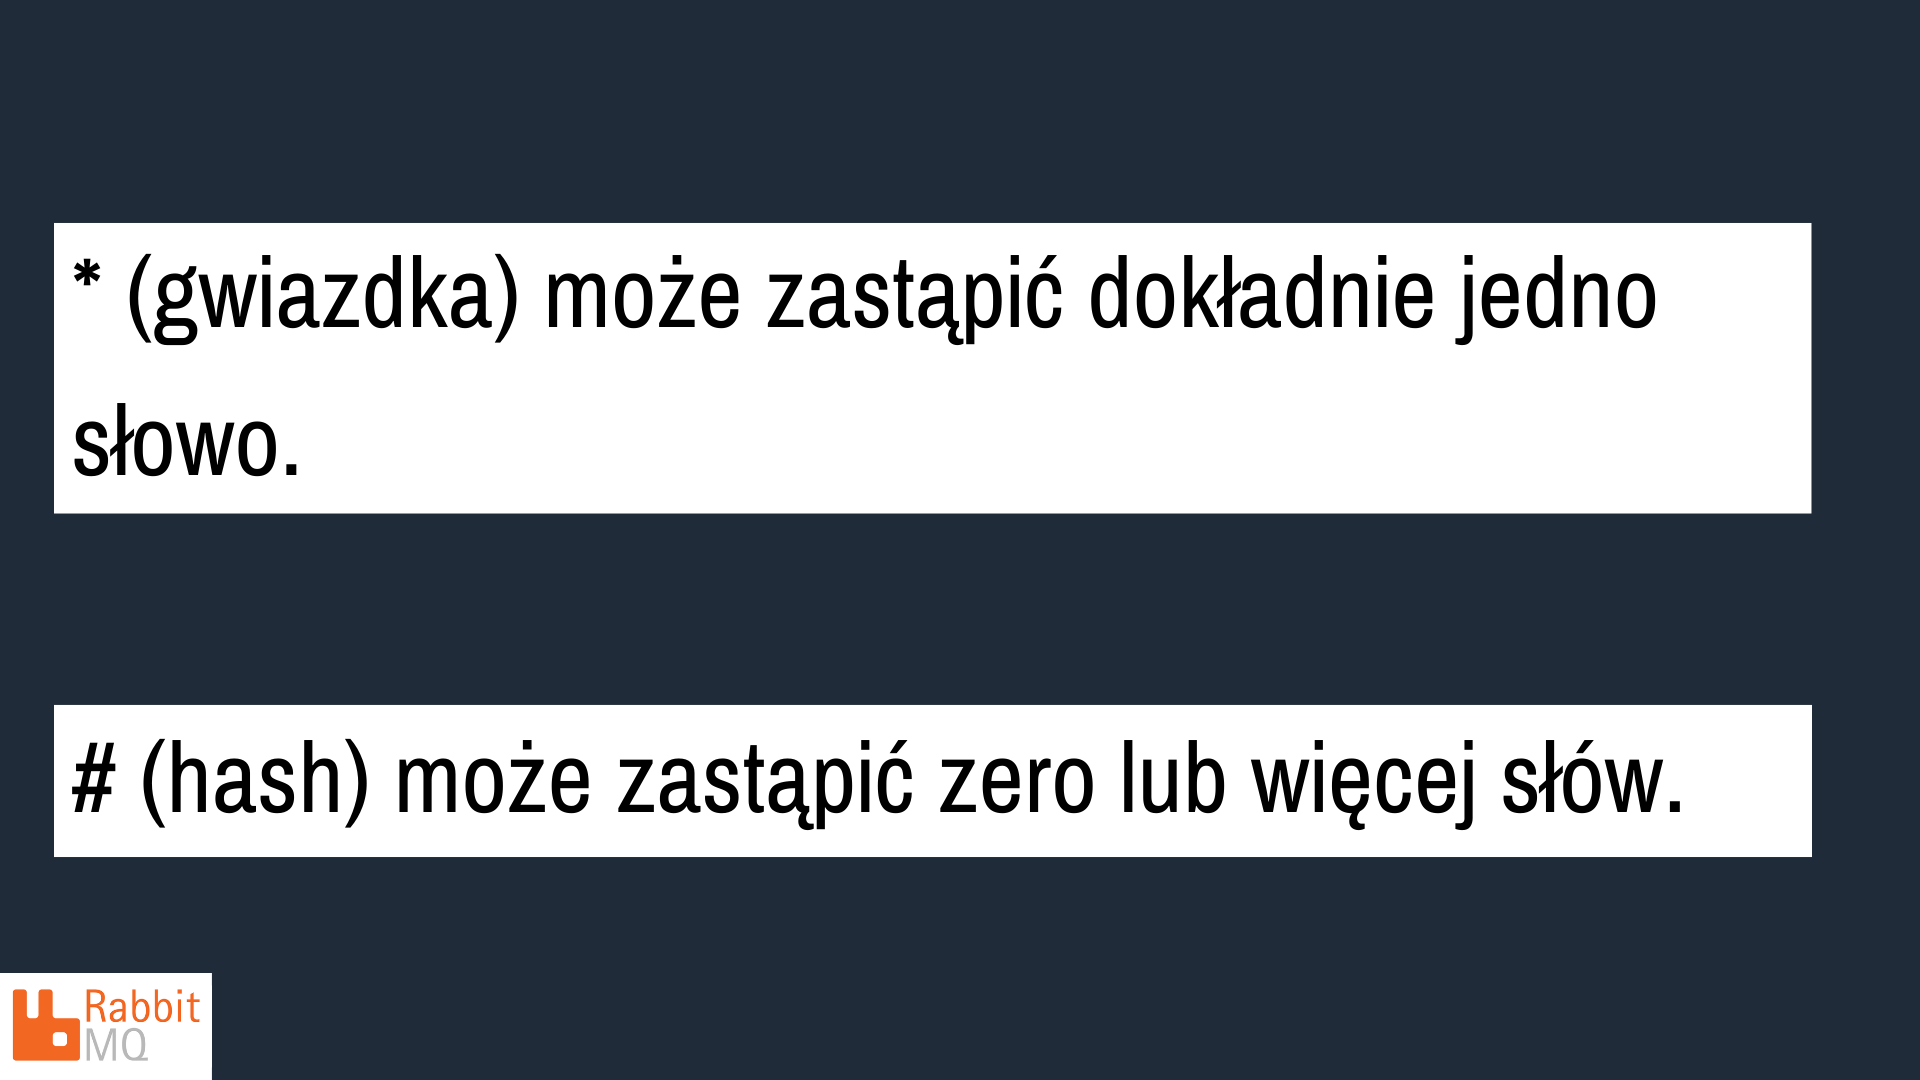 * (gwiazdka) może zastąpić dokładnie jedno
słowo.
# (hash) może zastąpić zero lub więcej słów.
Rabbit
MQ